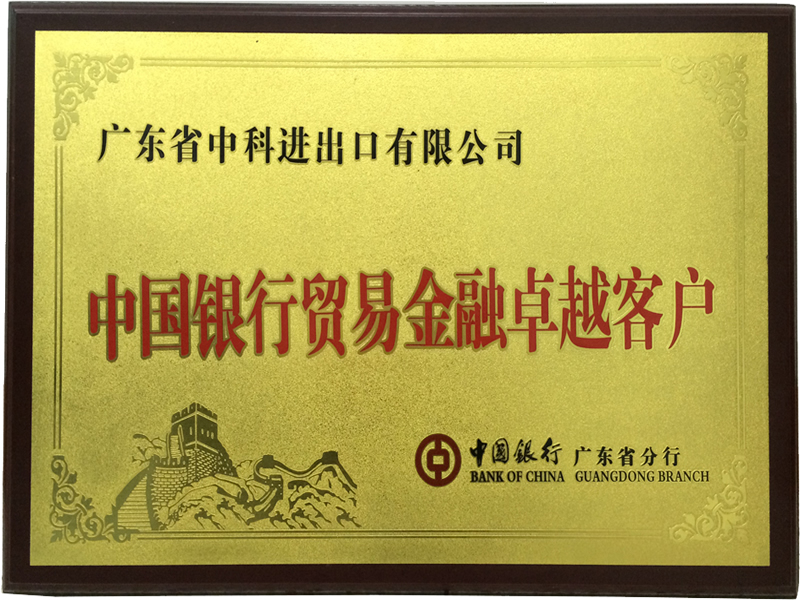 广东省中科进出口有限公司
中国银行贸易金融卓越客户
中国银行 广东省分行
BANK OF CHINA GUANGDONG BRANCH